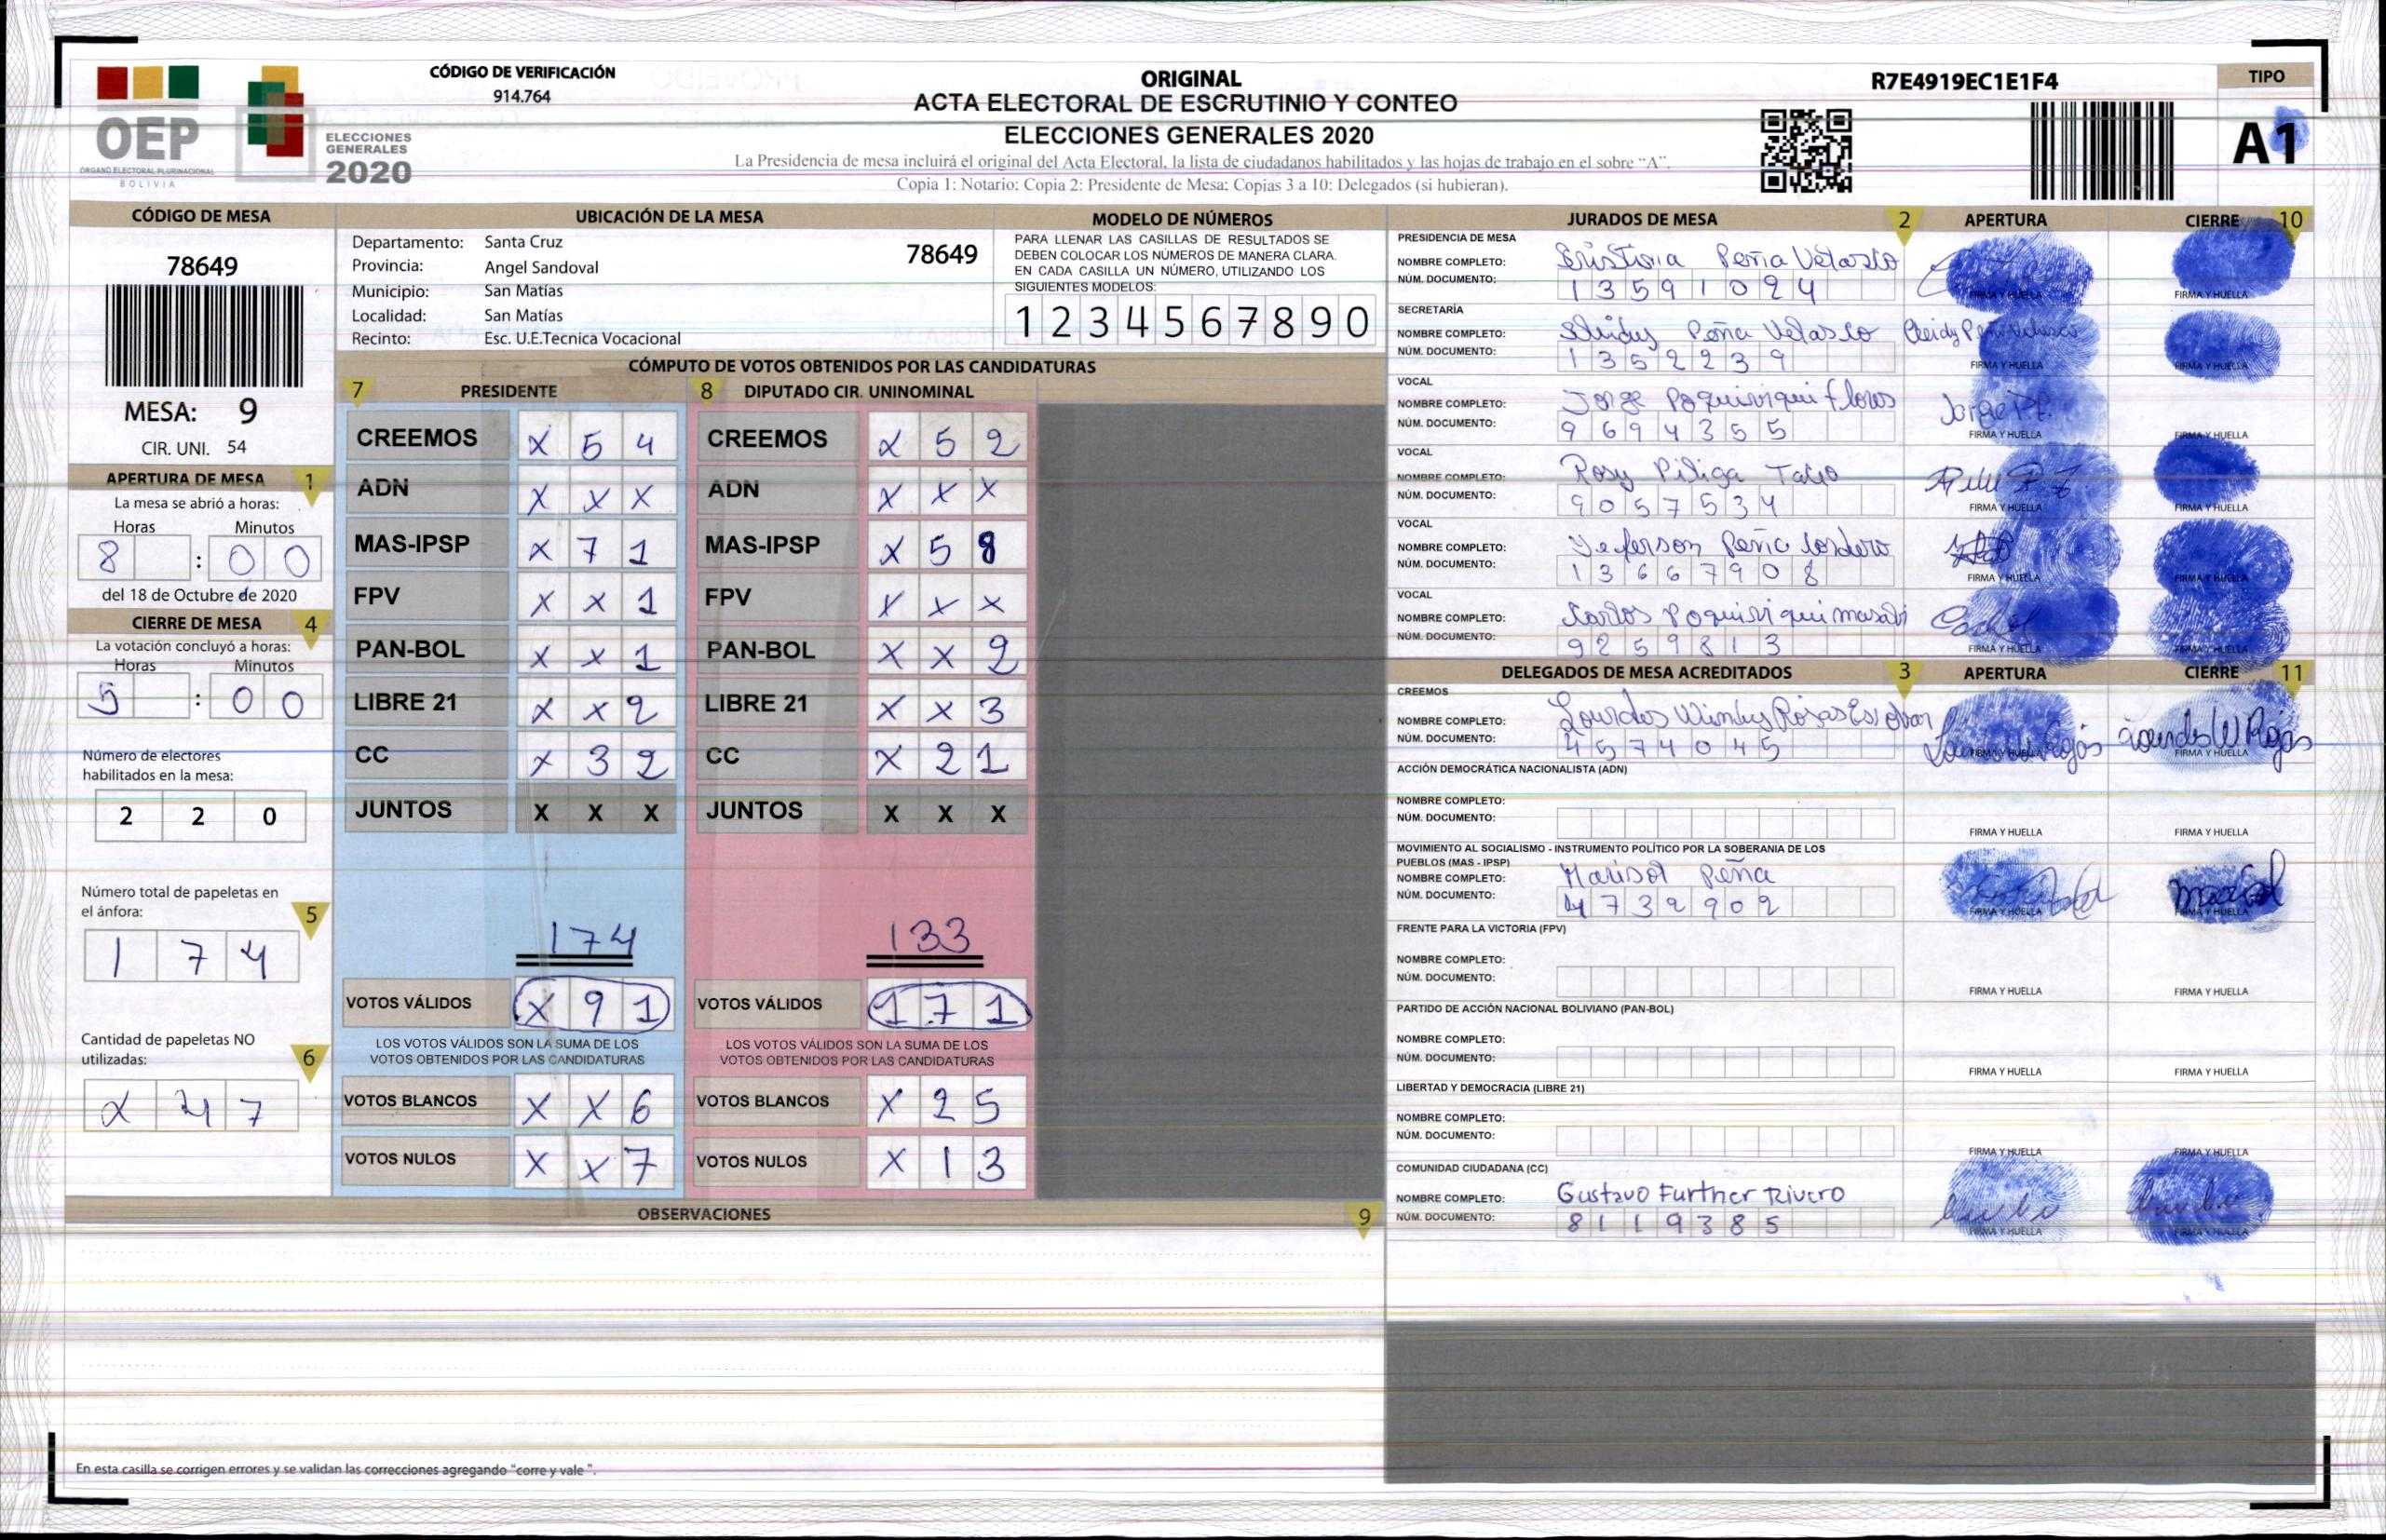 CÓDIGO DE VERIFICACIÓN
914.764
OEP
ÓRGANO ELECTORAL PLURINACIONAL
BOLIVIA
ELECCIONES
GENERALES
2020
ORIGINAL
ACTA ELECTORAL DE ESCRUTINIO Y CONTEO
ELECCIONES GENERALES 2020
La Presidencia de mesa incluirá el original del Acta Electoral, la lista de ciudadanos habilitados y las hojas de trabajo en el sobre "A".
Copia 1: Notario; Copia 2: Presidente de Mesa; Copias 3 a 10: Delegados (si hubieran).
R7E4919EC1E1F4
TIPO
A1
CÓDIGO DE MESA
78649
MESA: 9
CIR. UNI. 54
APERTURA DE MESA 1
La mesa se abrió a horas:
Horas Minutos
8 : 0 0
del 18 de Octubre de 2020
CIERRE DE MESA 4
La votación concluyó a horas:
Horas Minutos
5 : 0 0
Número de electores
habilitados en la mesa:
2 2 0
Número total de papeletas en
el ánfora: 5
1 7 4
Cantidad de papeletas NO
utilizadas: 6
X 4 7
UBICACIÓN DE LA MESA
Departamento: Santa Cruz 78649
Provincia: Angel Sandoval
Municipio: San Matías
Localidad: San Matías
Recinto: Esc. U.E.Tecnica Vocacional
MODELO DE NÚMEROS
PARA LLENAR LAS CASILLAS DE RESULTADOS SE
DEBEN COLOCAR LOS NÚMEROS DE MANERA CLARA.
EN CADA CASILLA UN NÚMERO, UTILIZANDO LOS
SIGUIENTES MODELOS:
1 2 3 4 5 6 7 8 9 0
CÓMPUTO DE VOTOS OBTENIDOS POR LAS CANDIDATURAS
7 PRESIDENTE 8 DIPUTADO CIR. UNINOMINAL
CREEMOS X 5 4 CREEMOS X 5 2
ADN X X X ADN X X X
MAS-IPSP X 7 1 MAS-IPSP X 5 8
FPV X X 1 FPV X X X
PAN-BOL X X 1 PAN-BOL X X 2
LIBRE 21 X X 2 LIBRE 21 X X 3
CC X 3 2 CC X 2 1
JUNTOS X X X JUNTOS X X X
174 133
VOTOS VÁLIDOS X 9 1 VOTOS VÁLIDOS 1 7 1
LOS VOTOS VÁLIDOS SON LA SUMA DE LOS LOS VOTOS VÁLIDOS SON LA SUMA DE LOS
VOTOS OBTENIDOS POR LAS CANDIDATURAS VOTOS OBTENIDOS POR LAS CANDIDATURAS
VOTOS BLANCOS X X 6 VOTOS BLANCOS X 2 5
VOTOS NULOS X X 7 VOTOS NULOS X 1 3
OBSERVACIONES 9
En esta casilla se corrigen errores y se validan las correcciones agregando "corre y vale ".
JURADOS DE MESA 2 APERTURA CIERRE 10
PRESIDENCIA DE MESA
NOMBRE COMPLETO: Cristina Peña Velasco
NÚM. DOCUMENTO: 1 3 5 9 1 0 2 4
FIRMA Y HUELLA FIRMA Y HUELLA
SECRETARÍA
NOMBRE COMPLETO: Peña Velasco
NÚM. DOCUMENTO: 1 3 5 2 2 3 9
FIRMA Y HUELLA FIRMA Y HUELLA
VOCAL
NOMBRE COMPLETO: Jorge Poquiviqui flores Jorge P.f.
NÚM. DOCUMENTO: 9 6 9 4 3 5 5
FIRMA Y HUELLA FIRMA Y HUELLA
VOCAL
NOMBRE COMPLETO: Rosy
NÚM. DOCUMENTO: 9 0 5 7 5 3 4
FIRMA Y HUELLA FIRMA Y HUELLA
VOCAL
NOMBRE COMPLETO: Yeferson Peña Cordero
NÚM. DOCUMENTO: 1 3 6 6 7 9 0 8
FIRMA Y HUELLA FIRMA Y HUELLA
VOCAL
NOMBRE COMPLETO: Carlos Poquiviqui masabi
NÚM. DOCUMENTO: 9 2 5 9 8 1 3
FIRMA Y HUELLA FIRMA Y HUELLA
DELEGADOS DE MESA ACREDITADOS 3 APERTURA CIERRE 11
CREEMOS
NOMBRE COMPLETO: Lourdes Rojas Escobar
NÚM. DOCUMENTO: 4 5 7 4 0 4 5 Lourdes W Rojas
FIRMA Y HUELLA FIRMA Y HUELLA
ACCIÓN DEMOCRÁTICA NACIONALISTA (ADN)
NOMBRE COMPLETO:
NÚM. DOCUMENTO:
FIRMA Y HUELLA FIRMA Y HUELLA
MOVIMIENTO AL SOCIALISMO - INSTRUMENTO POLÍTICO POR LA SOBERANIA DE LOS
PUEBLOS (MAS - IPSP)
NOMBRE COMPLETO: Marisol Peña
NÚM. DOCUMENTO: 4 7 3 2 9 0 2
FIRMA Y HUELLA FIRMA Y HUELLA
FRENTE PARA LA VICTORIA (FPV)
NOMBRE COMPLETO:
NÚM. DOCUMENTO:
FIRMA Y HUELLA FIRMA Y HUELLA
PARTIDO DE ACCIÓN NACIONAL BOLIVIANO (PAN-BOL)
NOMBRE COMPLETO:
NÚM. DOCUMENTO:
FIRMA Y HUELLA FIRMA Y HUELLA
LIBERTAD Y DEMOCRACIA (LIBRE 21)
NOMBRE COMPLETO:
NÚM. DOCUMENTO:
FIRMA Y HUELLA FIRMA Y HUELLA
COMUNIDAD CIUDADANA (CC)
NOMBRE COMPLETO: Gustavo Furtner Rivero
NÚM. DOCUMENTO: 8 1 1 9 3 8 5
FIRMA Y HUELLA FIRMA Y HUELLA